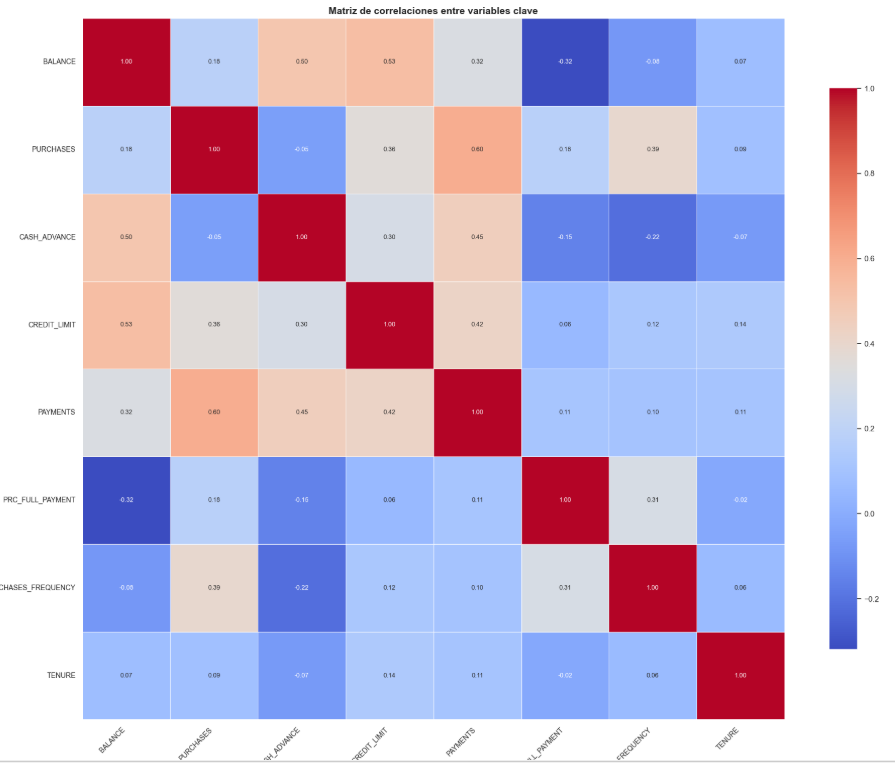 Matriz de correlaciones entre variables clave
BALANCE 1.00 0.18 0.50 0.53 0.32 -0.32 -0.08 0.07
PURCHASES 0.18 1.00 -0.05 0.36 0.60 0.18 0.39 0.09
CASH_ADVANCE 0.50 -0.05 1.00 0.30 0.45 -0.15 -0.22 -0.07
CREDIT_LIMIT 0.53 0.36 0.30 1.00 0.42 0.06 0.12 0.14
PAYMENTS 0.32 0.60 0.45 0.42 1.00 0.11 0.10 0.11
PRC_FULL_PAYMENT -0.32 0.18 -0.15 0.06 0.11 1.00 0.31 -0.02
CHASES_FREQUENCY -0.08 0.39 -0.22 0.12 0.10 0.31 1.00 0.06
TENURE 0.07 0.09 -0.07 0.14 0.11 -0.02 0.06 1.00
BALANCE
PURCHASES
SH_ADVANCE
REDIT_LIMIT
PAYMENTS
LL_PAYMENT
FREQUENCY
TENURE
1.0
0.8
0.6
0.4
0.2
0.0
−0.2